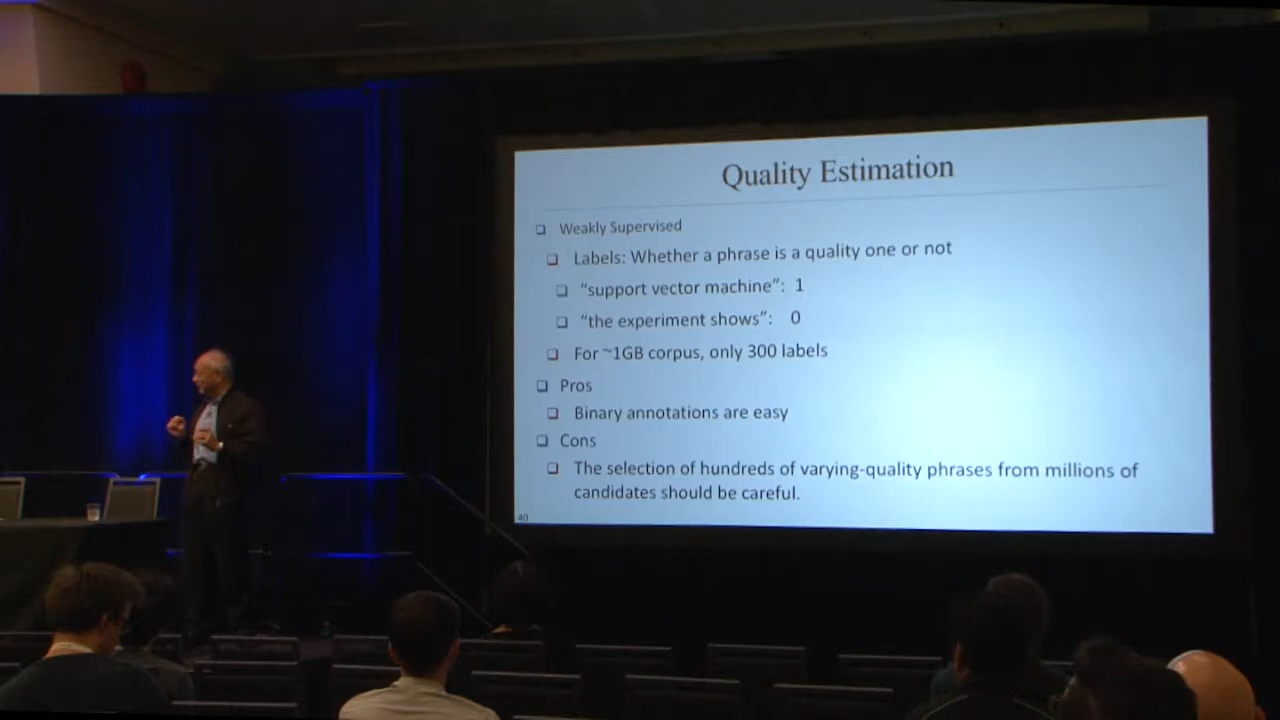 Quality Estimation
❑ Weakly Supervised
❑ Labels: Whether a phrase is a quality one or not
❑ “support vector machine”: 1
❑ “the experiment shows”: 0
❑ For ~1GB corpus, only 300 labels
❑ Pros
❑ Binary annotations are easy
❑ Cons
❑ The selection of hundreds of varying-quality phrases from millions of
candidates should be careful.
40